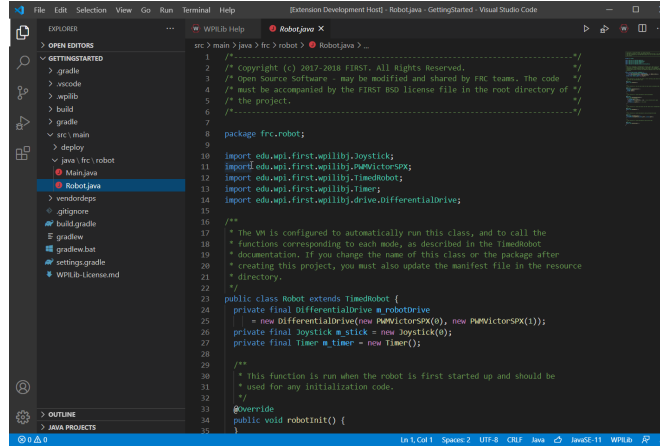 File Edit Selection View Go Run Terminal Help
[Extension Development Host] - Robot.java - GettingStarted - Visual Studio Code
EXPLORER
OPEN EDITORS
GETTINGSTARTED
.gradle
.vscode
.wpilib
build
gradle
src \ main
deploy
java \ frc \ robot
Main.java
Robot.java
vendordeps
.gitignore
build.gradle
gradlew
gradlew.bat
settings.gradle
WPILib-License.md
OUTLINE
JAVA PROJECTS
WPILib Help
Robot.java
src > main > java > frc > robot > Robot.java > ...
1 /*----------------------------------------------------------------------------*/
2 /* Copyright (c) 2017-2018 FIRST. All Rights Reserved. */
3 /* Open Source Software - may be modified and shared by FRC teams. The code */
4 /* must be accompanied by the FIRST BSD license file in the root directory of */
5 /* the project. */
6 /*----------------------------------------------------------------------------*/
7
8 package frc.robot;
9
10 import edu.wpi.first.wpilibj.Joystick;
11 import edu.wpi.first.wpilibj.PWMVictorSPX;
12 import edu.wpi.first.wpilibj.TimedRobot;
13 import edu.wpi.first.wpilibj.Timer;
14 import edu.wpi.first.wpilibj.drive.DifferentialDrive;
15
16 /**
17 * The VM is configured to automatically run this class, and to call the
18 * functions corresponding to each mode, as described in the TimedRobot
19 * documentation. If you change the name of this class or the package after
20 * creating this project, you must also update the manifest file in the resource
21 * directory.
22 */
23 public class Robot extends TimedRobot {
24 private final DifferentialDrive m_robotDrive
25 = new DifferentialDrive(new PWMVictorSPX(0), new PWMVictorSPX(1));
26 private final Joystick m_stick = new Joystick(0);
27 private final Timer m_timer = new Timer();
28
29 /**
30 * This function is run when the robot is first started up and should be
31 * used for any initialization code.
32 */
33 @Override
34 public void robotInit() {
35 }
0 0
Ln 1, Col 1 Spaces: 2 UTF-8 CRLF Java JavaSE-11 WPILib